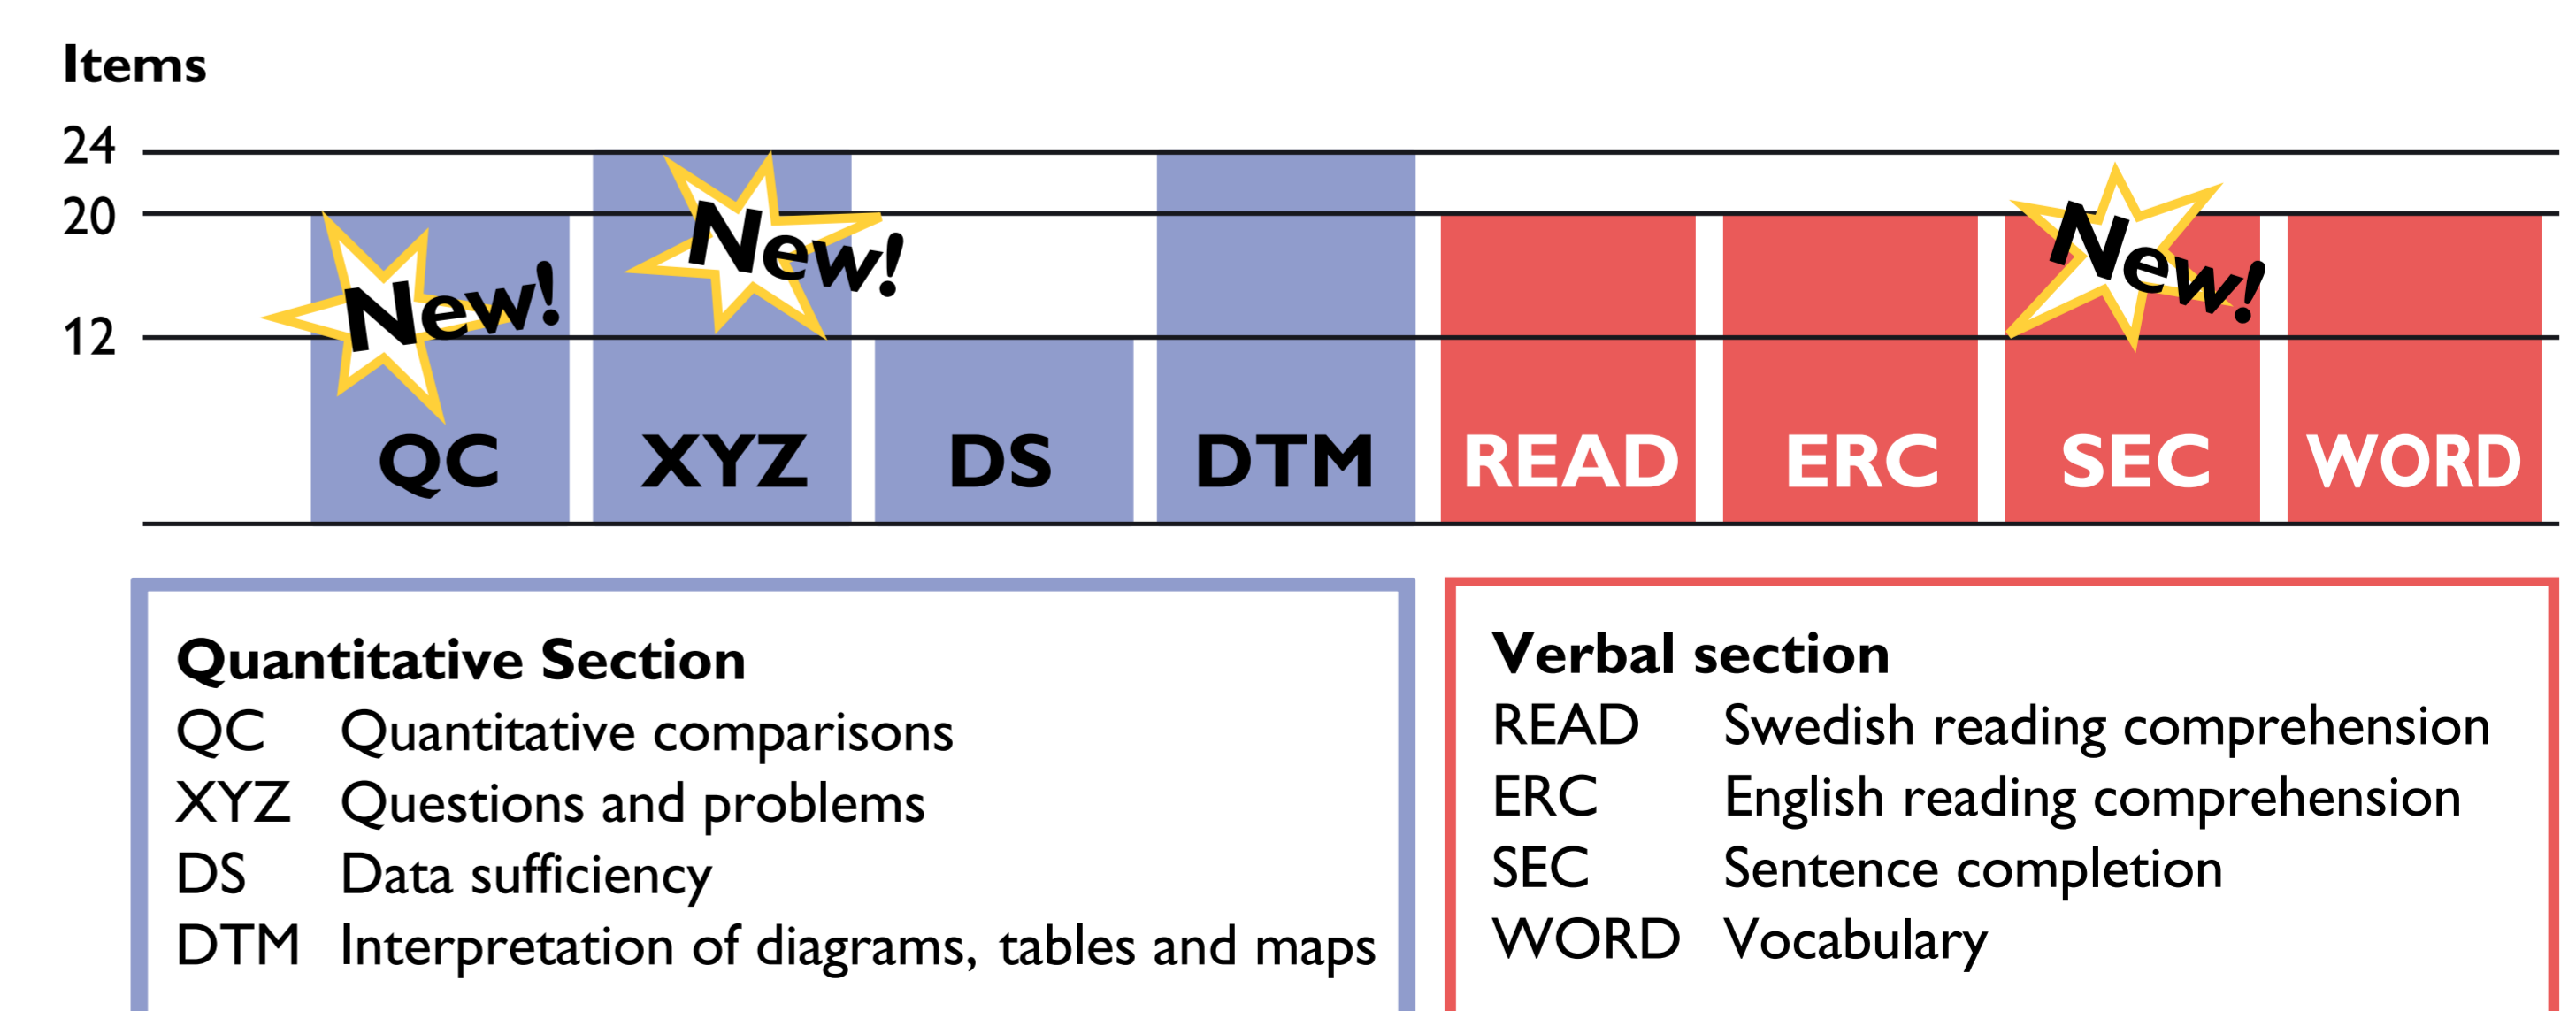 Items
24
20
12
New!
New!
New!
QC XYZ DS DTM READ ERC SEC WORD
Quantitative Section
QC Quantitative comparisons
XYZ Questions and problems
DS Data sufficiency
DTM Interpretation of diagrams, tables and maps
Verbal section
READ Swedish reading comprehension
ERC English reading comprehension
SEC Sentence completion
WORD Vocabulary